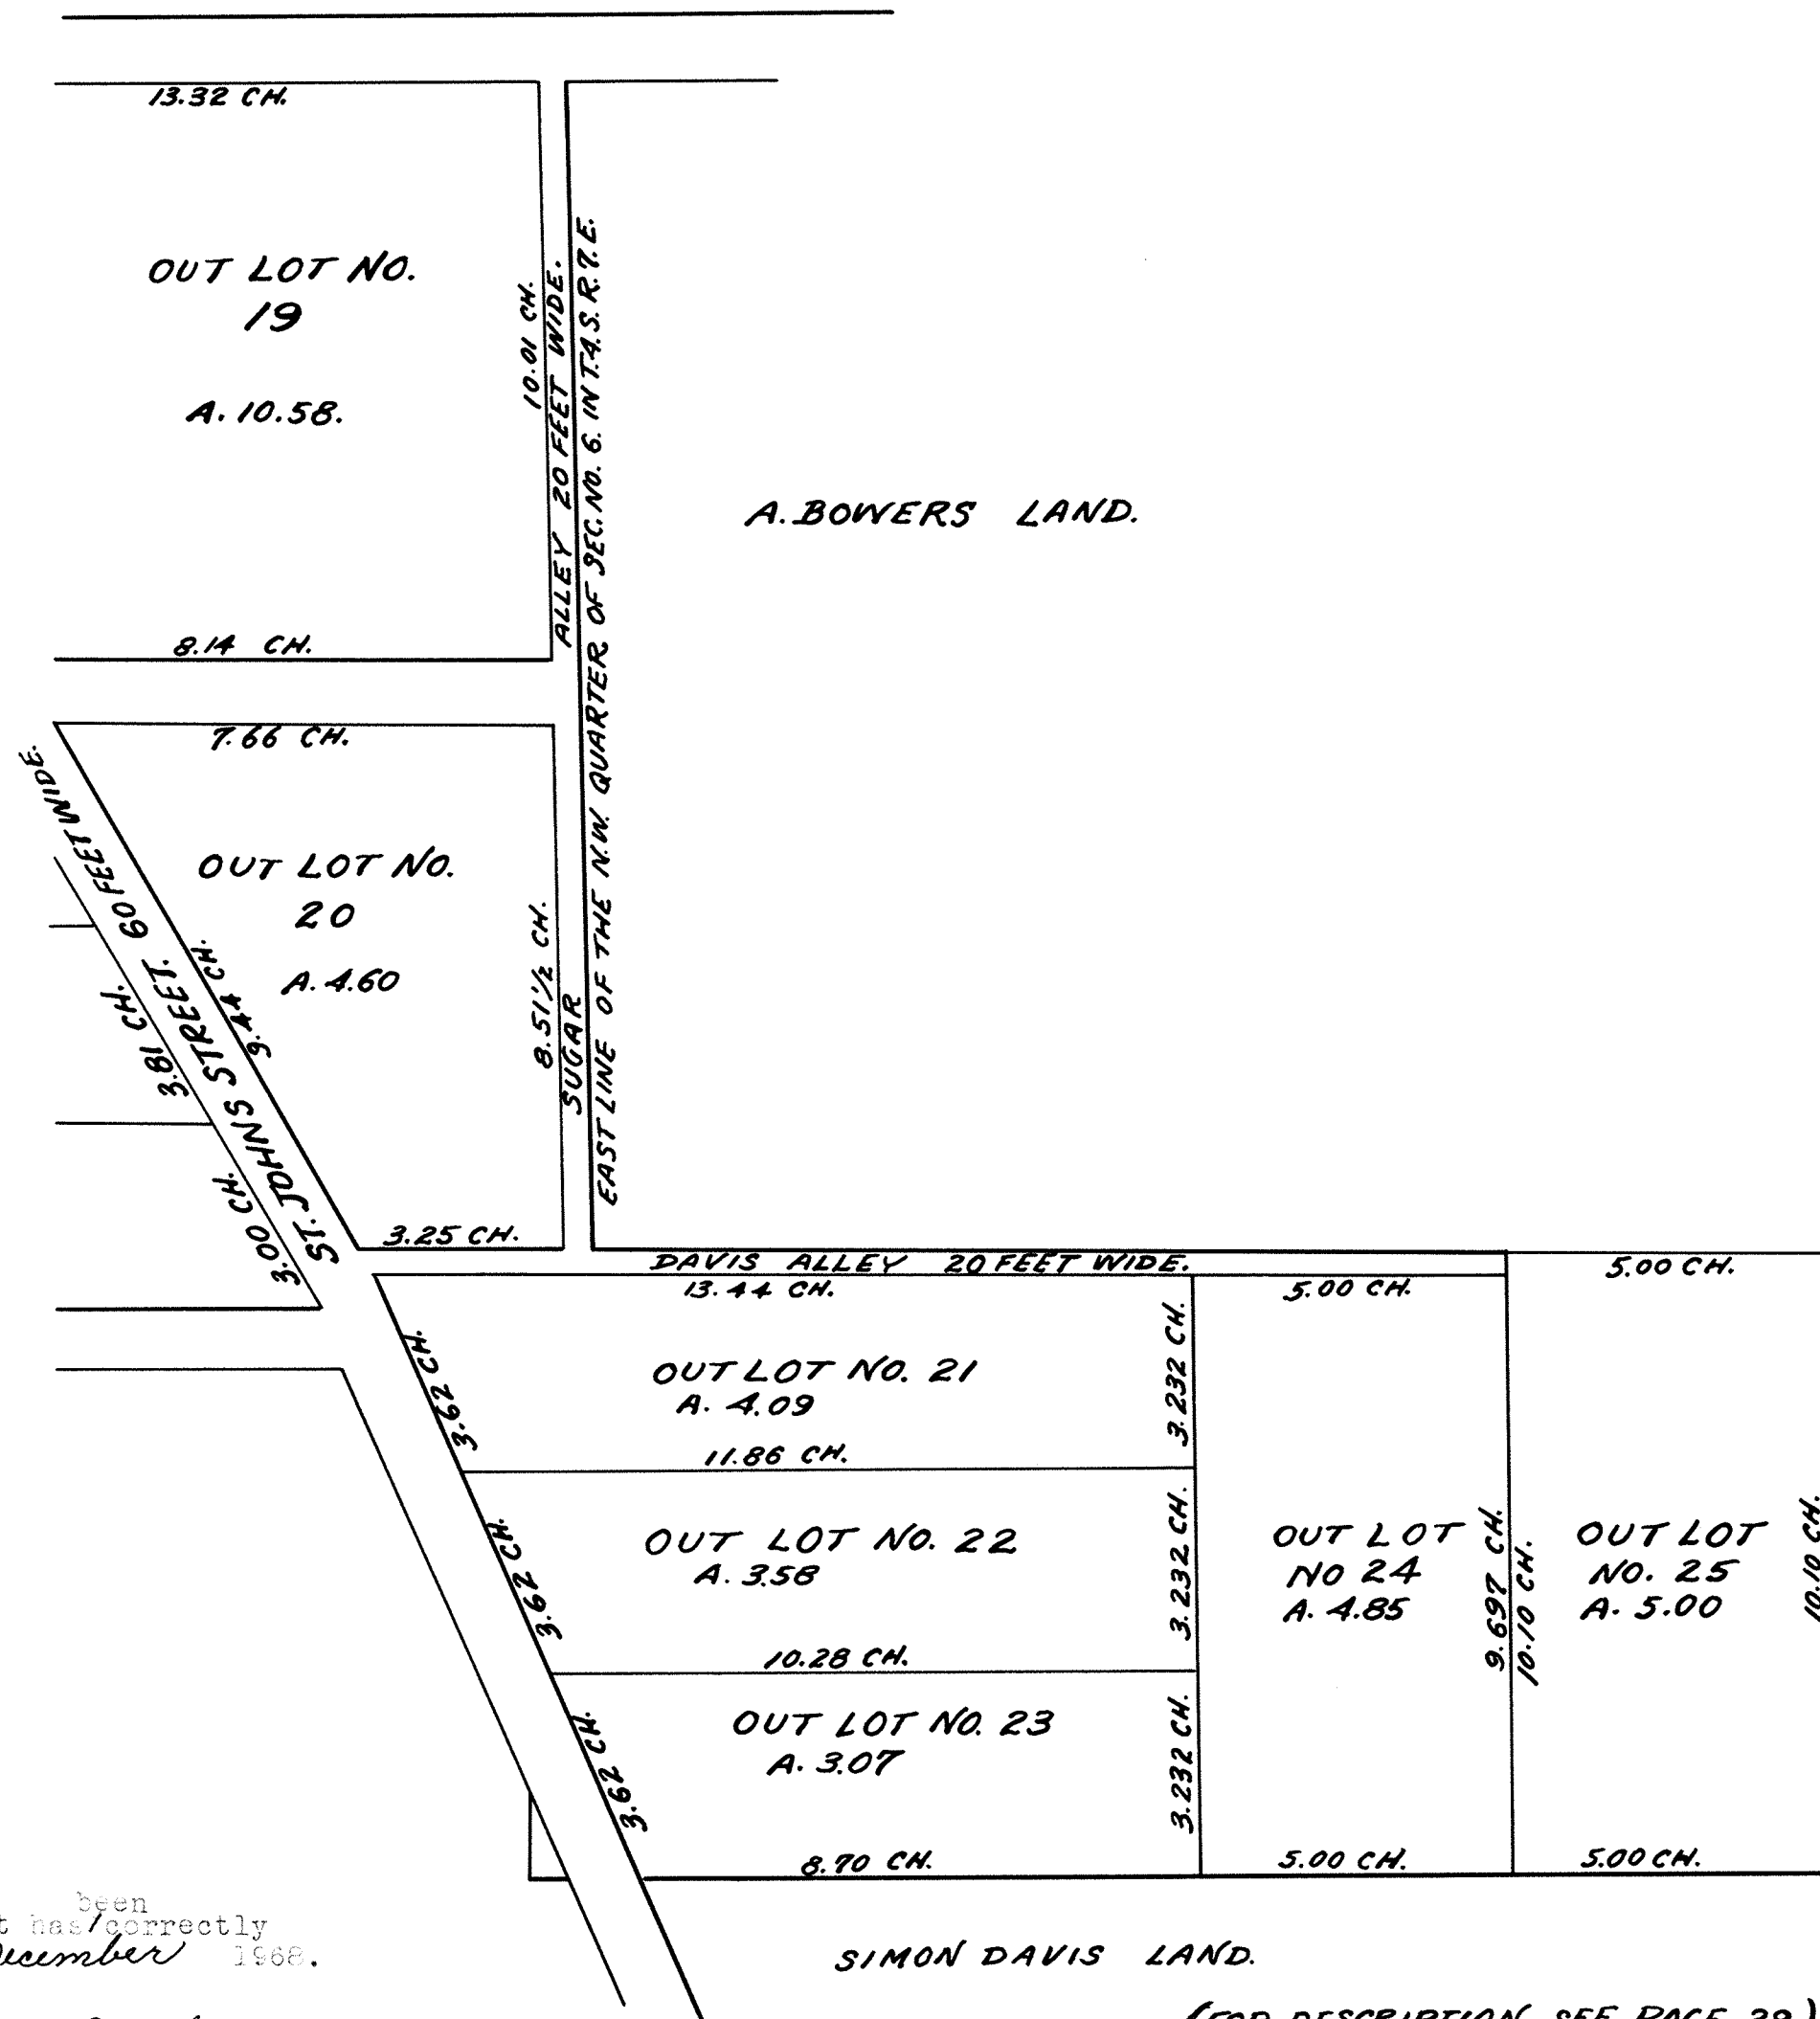 13.32 CH.
OUT LOT NO.
19
A. 10.58.
10.01 CH.
ALLEY 20 FEET WIDE.
EAST LINE OF THE N.W. QUARTER OF SEC. NO. 6. IN T.4.S. R.7.E.
A. BOWERS LAND.
8.14 CH.
7.66 CH.
OUT LOT NO.
20
A. 4.60
8.51½ CH.
SUGAR
ST. JOHNS STREET. 60 FEET WIDE.
9.44 CH.
3.81 CH.
3.00 CH.
3.25 CH.
DAVIS ALLEY 20 FEET WIDE.
13.44 CH.
5.00 CH.
5.00 CH.
3.62 CH.
OUT LOT NO. 21
A. 4.09
3.232 CH.
11.86 CH.
3.62 CH.
OUT LOT NO. 22
A. 3.58
3.232 CH.
10.28 CH.
OUT LOT
NO 24
A. 4.85
9.697 CH.
10.10 CH.
OUT LOT
NO. 25
A. 5.00
10.10 CH.
3.62 CH.
OUT LOT NO. 23
A. 3.07
3.232 CH.
8.70 CH.
5.00 CH.
5.00 CH.
been
t has/correctly
December 1968.
SIMON DAVIS LAND.
(FOR DESCRIPTION SEE PAGE 39)